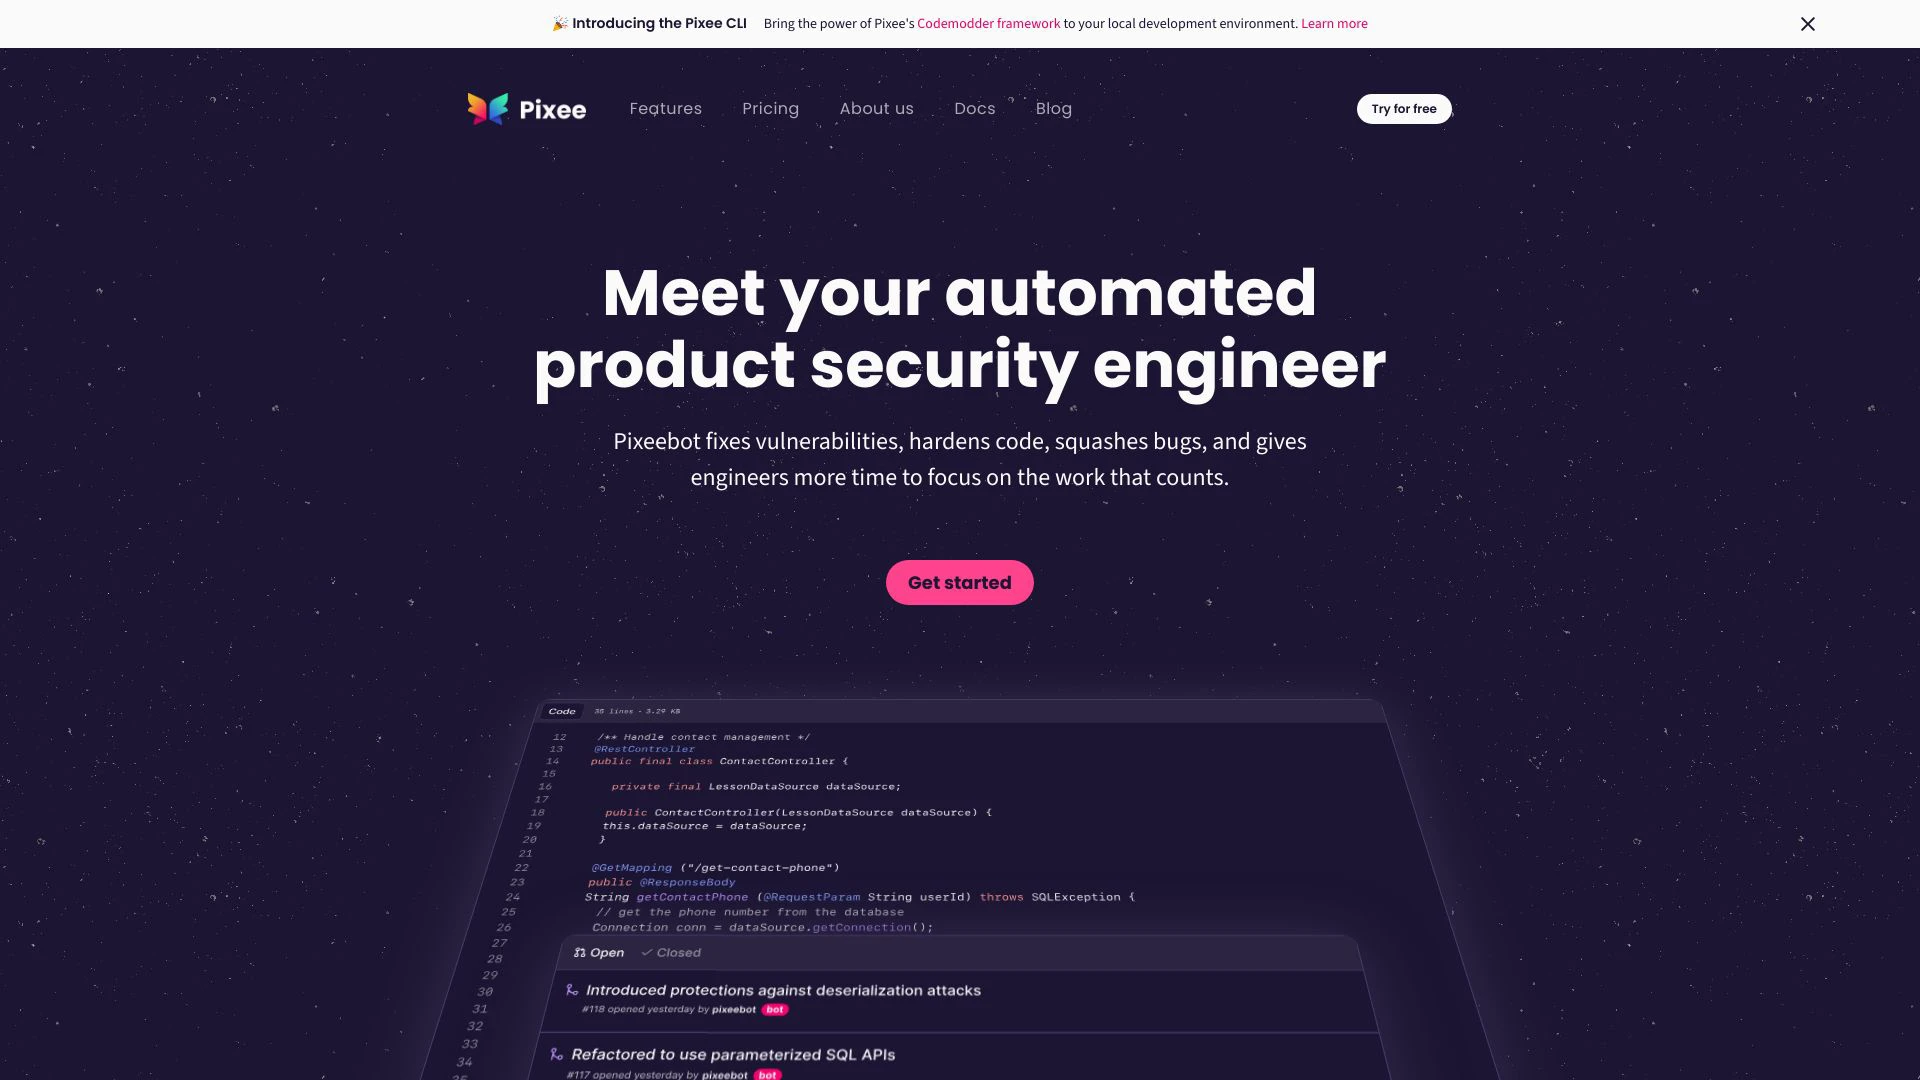 🎉 Introducing the Pixee CLI Bring the power of Pixee's Codemodder framework to your local development environment. Learn more
Pixee Features Pricing About us Docs Blog Try for free
Meet your automated
product security engineer
Pixeebot fixes vulnerabilities, hardens code, squashes bugs, and gives
engineers more time to focus on the work that counts.
Get started
Code 35 lines · 3.29 KB
12 /** Handle contact management */
13 @RestController
14 public final class ContactController {
15
16 private final LessonDataSource dataSource;
17
18 public ContactController(LessonDataSource dataSource) {
19 this.dataSource = dataSource;
20 }
21
22 @GetMapping ("/get-contact-phone")
23 public @ResponseBody
24 String getContactPhone (@RequestParam String userId) throws SQLException {
25 // get the phone number from the database
26 Connection conn = dataSource.getConnection();
27
28
29
30
31
32
33
34
35
Open Closed
Introduced protections against deserialization attacks
#118 opened yesterday by pixeebot bot
Refactored to use parameterized SQL APIs
#117 opened yesterday by pixeebot bot